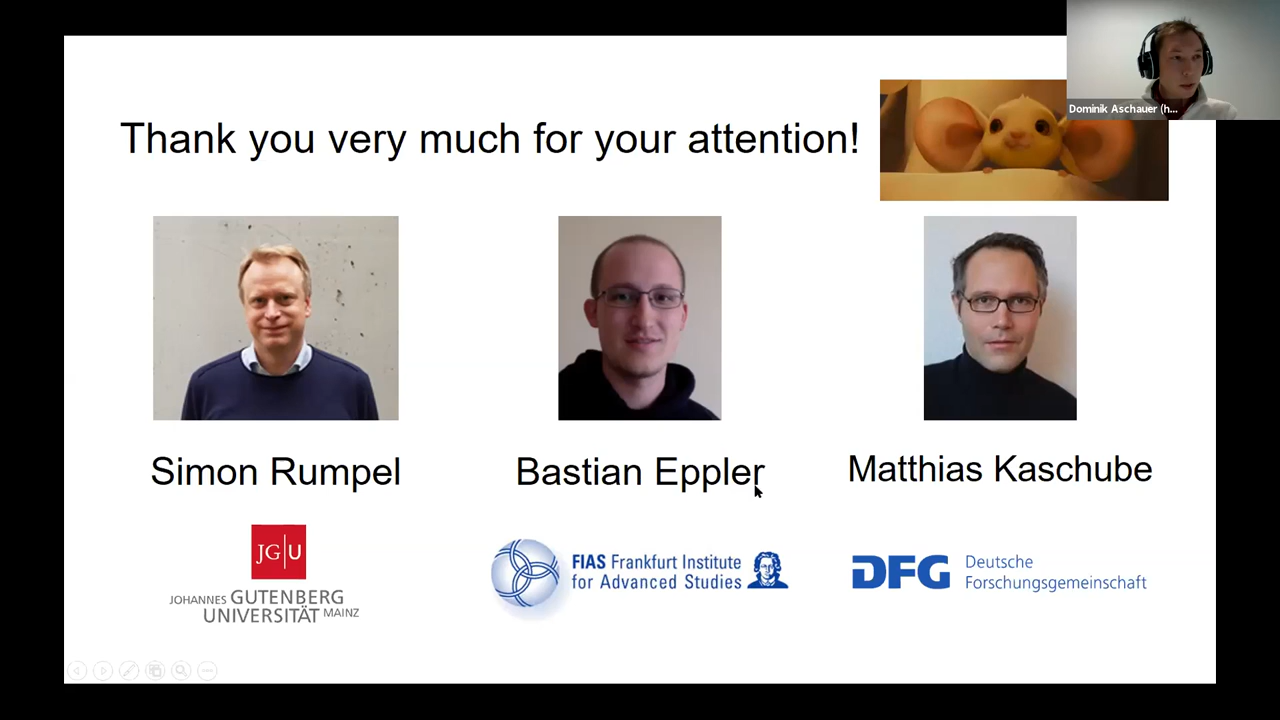 Dominik Aschauer (h...
Thank you very much for your attention!
Simon Rumpel
Bastian Eppler
Matthias Kaschube
JG|U
JOHANNES GUTENBERG
UNIVERSITÄT MAINZ
FIAS Frankfurt Institute
for Advanced Studies
DFG
Deutsche
Forschungsgemeinschaft